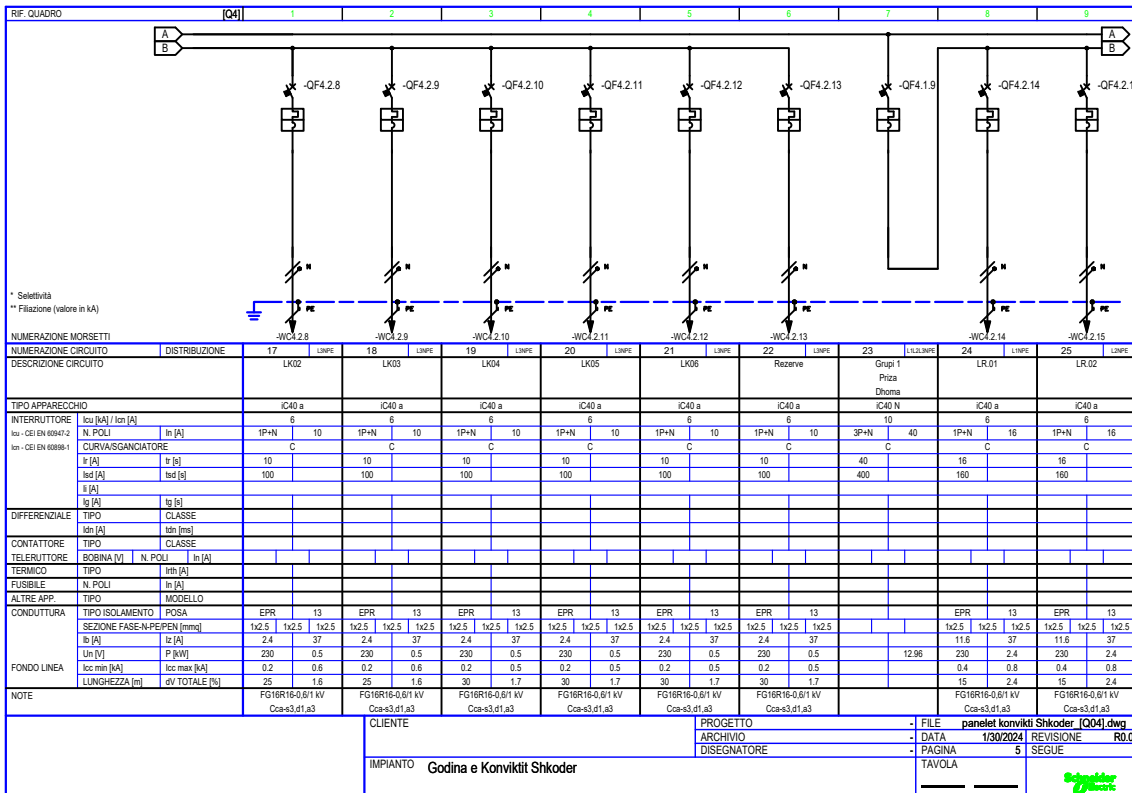 RIF. QUADRO [Q4] 1 2 3 4 5 6 7 8 9
A A
B B
-QF4.2.8 -QF4.2.9 -QF4.2.10 -QF4.2.11 -QF4.2.12 -QF4.2.13 -QF4.1.9 -QF4.2.14 -QF4.2.1
N N N N N N N N
* Selettività
** Filiazione (valore in kA)
PE PE PE PE PE PE PE PE
NUMERAZIONE MORSETTI -WC4.2.8 -WC4.2.9 -WC4.2.10 -WC4.2.11 -WC4.2.12 -WC4.2.13 -WC4.2.14 -WC4.2.15
NUMERAZIONE CIRCUITO DISTRIBUZIONE 17 L3NPE 18 L3NPE 19 L3NPE 20 L3NPE 21 L3NPE 22 L3NPE 23 L1L2L3NPE 24 L1NPE 25 L2NPE
DESCRIZIONE CIRCUITO LK02 LK03 LK04 LK05 LK06 Rezerve Grupi 1 LR.01 LR.02
Priza
Dhoma
TIPO APPARECCHIO iC40 a iC40 a iC40 a iC40 a iC40 a iC40 a iC40 N iC40 a iC40 a
INTERRUTTORE Icu [kA] / Icn [A] 6 6 6 6 6 6 10 6 6
Icu - CEI EN 60947-2 N. POLI In [A] 1P+N 10 1P+N 10 1P+N 10 1P+N 10 1P+N 10 1P+N 10 3P+N 40 1P+N 16 1P+N 16
Icn - CEI EN 60898-1 CURVA/SGANCIATORE C C C C C C C C C
Ir [A] tr [s] 10 10 10 10 10 10 40 16 16
Isd [A] tsd [s] 100 100 100 100 100 100 400 160 160
Ii [A]
Ig [A] tg [s]
DIFFERENZIALE TIPO CLASSE
Idn [A] tdn [ms]
CONTATTORE TIPO CLASSE
TELERUTTORE BOBINA [V] N. POLI In [A]
TERMICO TIPO Irth [A]
FUSIBILE N. POLI In [A]
ALTRE APP. TIPO MODELLO
CONDUTTURA TIPO ISOLAMENTO POSA EPR 13 EPR 13 EPR 13 EPR 13 EPR 13 EPR 13 EPR 13 EPR 13
SEZIONE FASE-N-PE/PEN [mmq] 1x2.5 1x2.5 1x2.5 1x2.5 1x2.5 1x2.5 1x2.5 1x2.5 1x2.5 1x2.5 1x2.5 1x2.5 1x2.5 1x2.5 1x2.5 1x2.5 1x2.5 1x2.5 1x2.5 1x2.5 1x2.5 1x2.5 1x2.5 1x2.5
Ib [A] Iz [A] 2.4 37 2.4 37 2.4 37 2.4 37 2.4 37 2.4 37 11.6 37 11.6 37
Un [V] P [kW] 230 0.5 230 0.5 230 0.5 230 0.5 230 0.5 230 0.5 12.96 230 2.4 230 2.4
FONDO LINEA Icc min [kA] Icc max [kA] 0.2 0.6 0.2 0.6 0.2 0.5 0.2 0.5 0.2 0.5 0.2 0.5 0.4 0.8 0.4 0.8
LUNGHEZZA [m] dV TOTALE [%] 25 1.6 25 1.6 30 1.7 30 1.7 30 1.7 30 1.7 15 2.4 15 2.4
NOTE FG16R16-0,6/1 kV FG16R16-0,6/1 kV FG16R16-0,6/1 kV FG16R16-0,6/1 kV FG16R16-0,6/1 kV FG16R16-0,6/1 kV FG16R16-0,6/1 kV FG16R16-0,6/1 kV
Cca-s3,d1,a3 Cca-s3,d1,a3 Cca-s3,d1,a3 Cca-s3,d1,a3 Cca-s3,d1,a3 Cca-s3,d1,a3 Cca-s3,d1,a3 Cca-s3,d1,a3
CLIENTE PROGETTO - FILE panelet konvikti Shkoder_[Q04].dwg
ARCHIVIO - DATA 1/30/2024 REVISIONE R0.0
DISEGNATORE - PAGINA 5 SEGUE
IMPIANTO Godina e Konviktit Shkoder TAVOLA
Schneider Electric